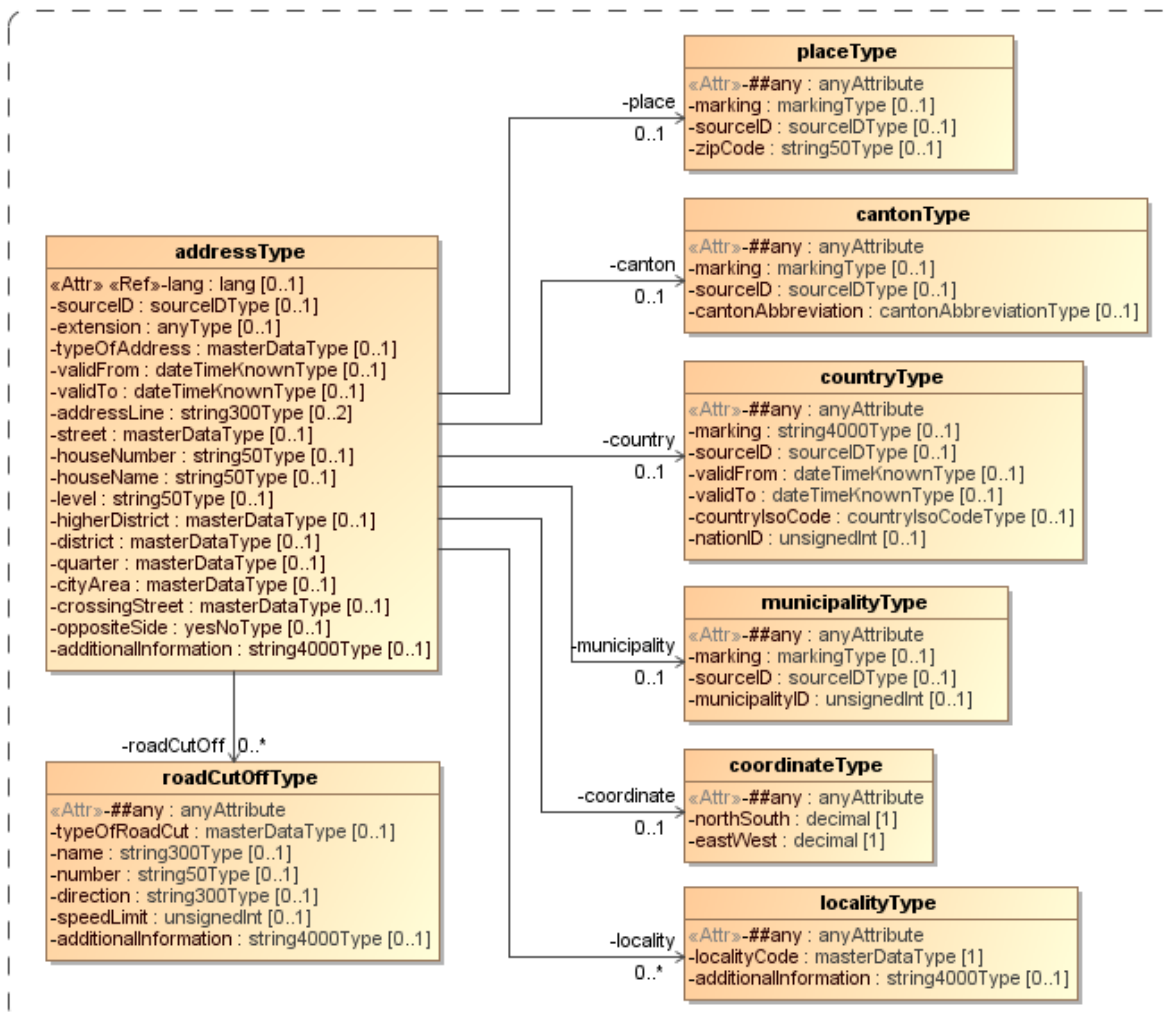 placeType
«Attr»-##any : anyAttribute
-marking : markingType [0..1]
-sourceID : sourceIDType [0..1]
-zipCode : string50Type [0..1]
-place
0..1
cantonType
«Attr»-##any : anyAttribute
-marking : markingType [0..1]
-sourceID : sourceIDType [0..1]
-cantonAbbreviation : cantonAbbreviationType [0..1]
-canton
0..1
addressType
«Attr» «Ref»-lang : lang [0..1]
-sourceID : sourceIDType [0..1]
-extension : anyType [0..1]
-typeOfAddress : masterDataType [0..1]
-validFrom : dateTimeKnownType [0..1]
-validTo : dateTimeKnownType [0..1]
-addressLine : string300Type [0..2]
-street : masterDataType [0..1]
-houseNumber : string50Type [0..1]
-houseName : string50Type [0..1]
-level : string50Type [0..1]
-higherDistrict : masterDataType [0..1]
-district : masterDataType [0..1]
-quarter : masterDataType [0..1]
-cityArea : masterDataType [0..1]
-crossingStreet : masterDataType [0..1]
-oppositeSide : yesNoType [0..1]
-additionalInformation : string4000Type [0..1]
countryType
«Attr»-##any : anyAttribute
-marking : string4000Type [0..1]
-sourceID : sourceIDType [0..1]
-validFrom : dateTimeKnownType [0..1]
-validTo : dateTimeKnownType [0..1]
-countryIsoCode : countryIsoCodeType [0..1]
-nationID : unsignedInt [0..1]
-country
0..1
municipalityType
«Attr»-##any : anyAttribute
-marking : markingType [0..1]
-sourceID : sourceIDType [0..1]
-municipalityID : unsignedInt [0..1]
-municipality
0..1
-roadCutOff 0..*
roadCutOffType
«Attr»-##any : anyAttribute
-typeOfRoadCut : masterDataType [0..1]
-name : string300Type [0..1]
-number : string50Type [0..1]
-direction : string300Type [0..1]
-speedLimit : unsignedInt [0..1]
-additionalInformation : string4000Type [0..1]
coordinateType
«Attr»-##any : anyAttribute
-northSouth : decimal [1]
-eastWest : decimal [1]
-coordinate
0..1
localityType
«Attr»-##any : anyAttribute
-localityCode : masterDataType [1]
-additionalInformation : string4000Type [0..1]
-locality
0..*